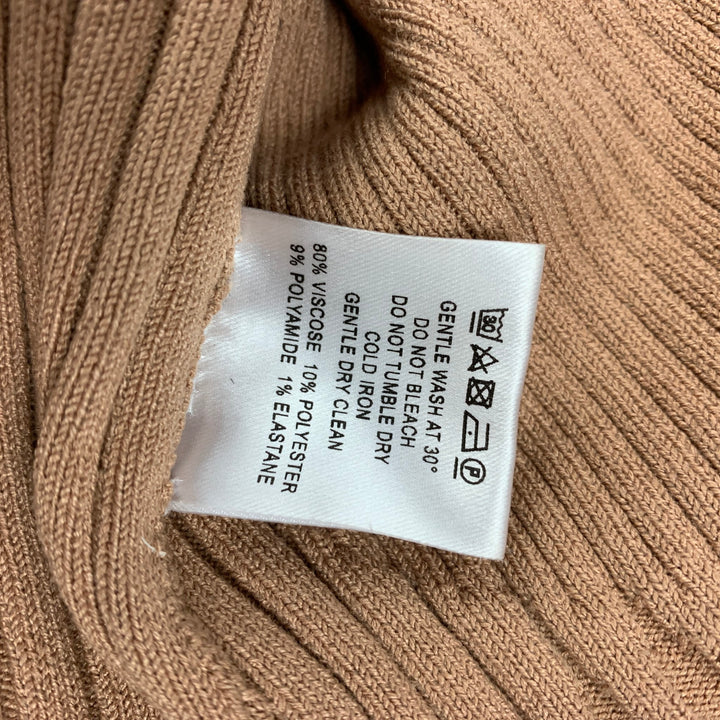 30
P
GENTLE WASH AT 30°
DO NOT BLEACH
DO NOT TUMBLE DRY
COLD IRON
GENTLE DRY CLEAN
80% VISCOSE 10% POLYESTER
9% POLYAMIDE 1% ELASTANE